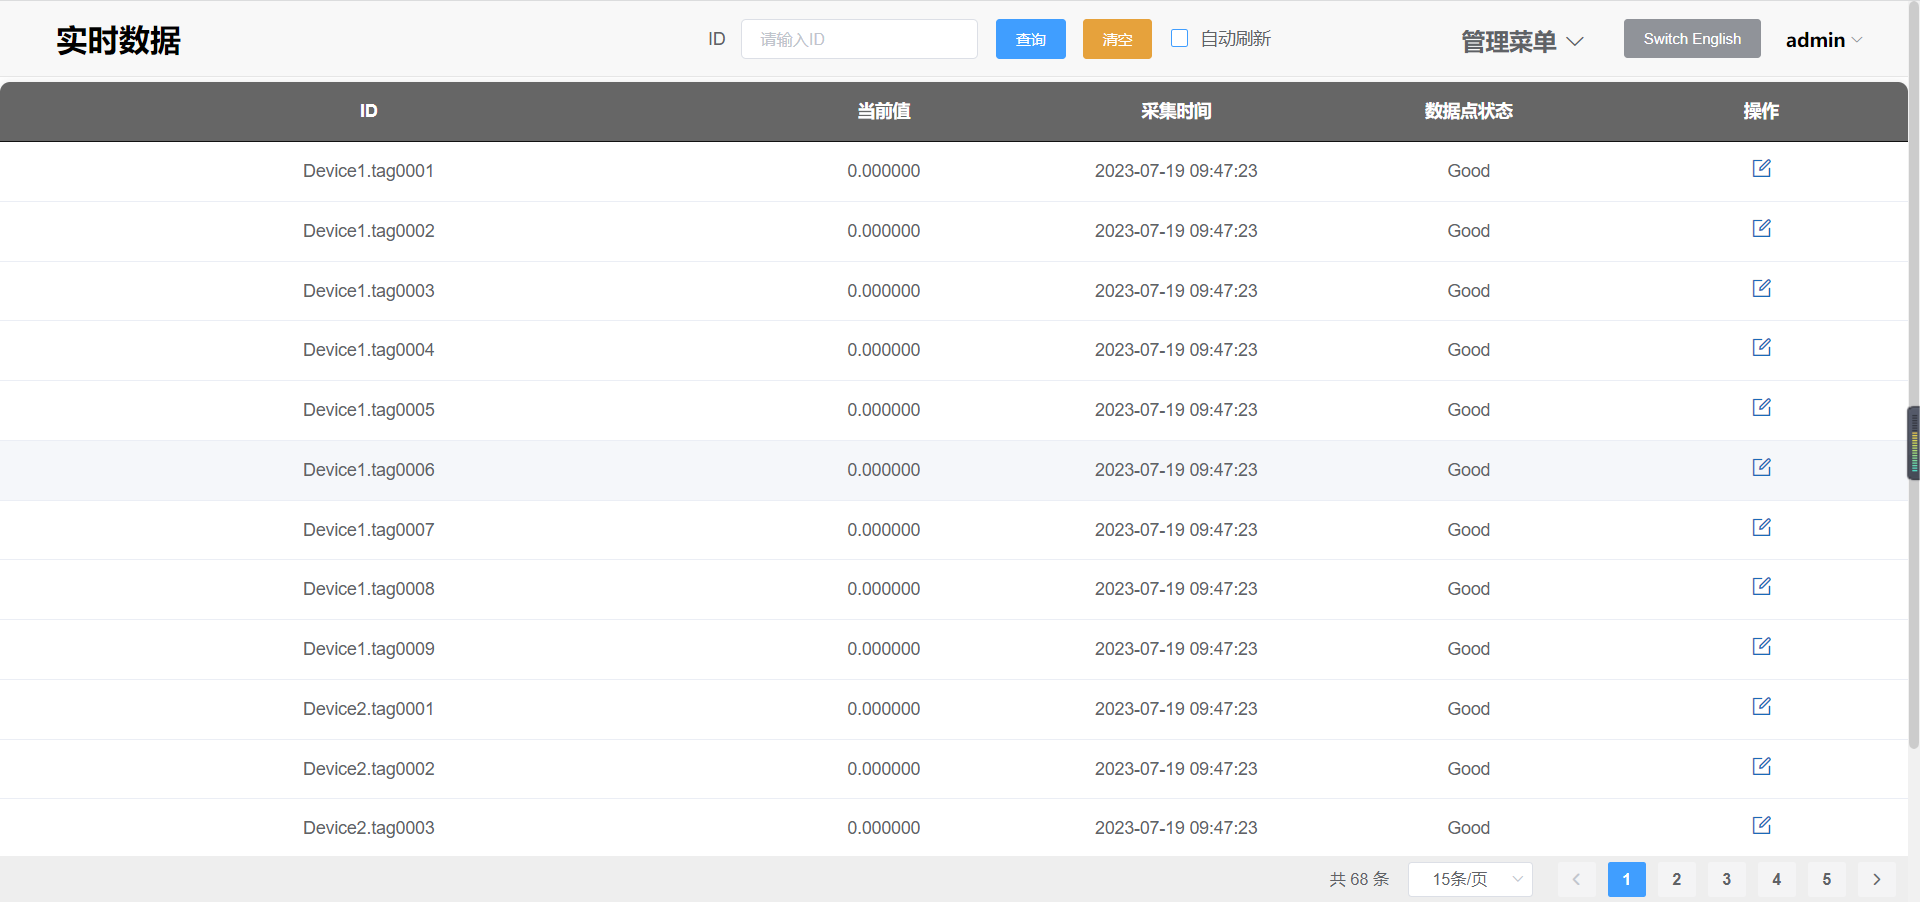 实时数据 ID 请输入ID 查询 清空 自动刷新 管理菜单 Switch English admin
ID 当前值 采集时间 数据点状态 操作
Device1.tag0001 0.000000 2023-07-19 09:47:23 Good
Device1.tag0002 0.000000 2023-07-19 09:47:23 Good
Device1.tag0003 0.000000 2023-07-19 09:47:23 Good
Device1.tag0004 0.000000 2023-07-19 09:47:23 Good
Device1.tag0005 0.000000 2023-07-19 09:47:23 Good
Device1.tag0006 0.000000 2023-07-19 09:47:23 Good
Device1.tag0007 0.000000 2023-07-19 09:47:23 Good
Device1.tag0008 0.000000 2023-07-19 09:47:23 Good
Device1.tag0009 0.000000 2023-07-19 09:47:23 Good
Device2.tag0001 0.000000 2023-07-19 09:47:23 Good
Device2.tag0002 0.000000 2023-07-19 09:47:23 Good
Device2.tag0003 0.000000 2023-07-19 09:47:23 Good
共 68 条 15条/页 1 2 3 4 5